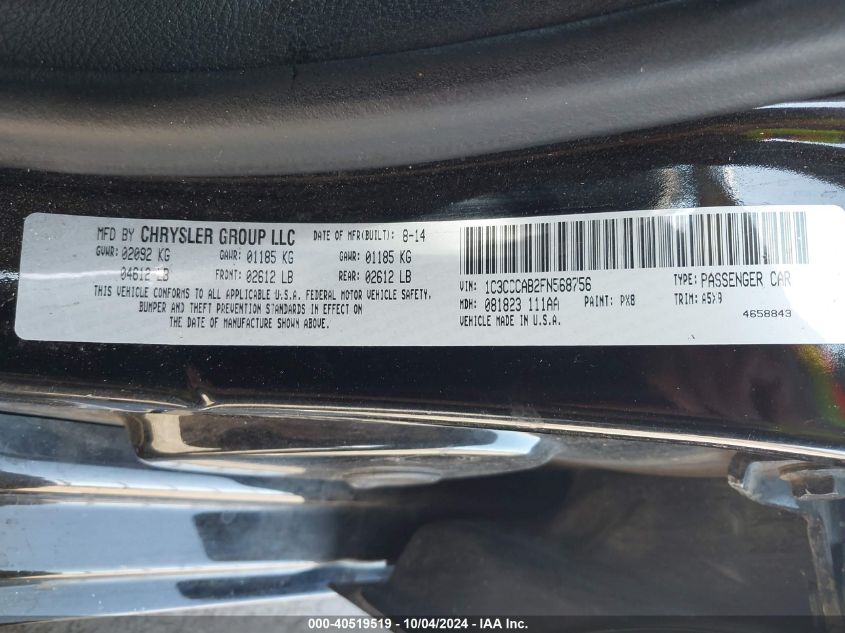 MFD BY CHRYSLER GROUP LLC DATE OF MFR(BUILT): 8-14
GVWR: 02092 KG GAWR: 01185 KG GAWR: 01185 KG
04612 LB FRONT: 02612 LB REAR: 02612 LB
THIS VEHICLE CONFORMS TO ALL APPLICABLE U.S.A. FEDERAL MOTOR VEHICLE SAFETY,
BUMPER AND THEFT PREVENTION STANDARDS IN EFFECT ON
THE DATE OF MANUFACTURE SHOWN ABOVE.
VIN: 1C3CCCAB2FN568756 TYPE: PASSENGER CAR
MDH: 081823 111AA PAINT: PX8 TRIM:
VEHICLE MADE IN U.S.A. 4658843
000-40519519 - 10/04/2024 - IAA Inc.